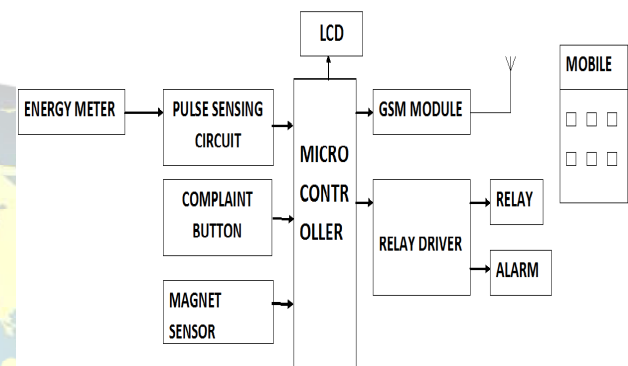 LCD
MOBILE
ENERGY METER
PULSE SENSING
CIRCUIT
GSM MODULE
MICRO
CONTR
OLLER
COMPLAINT
BUTTON
RELAY DRIVER
RELAY
ALARM
MAGNET
SENSOR